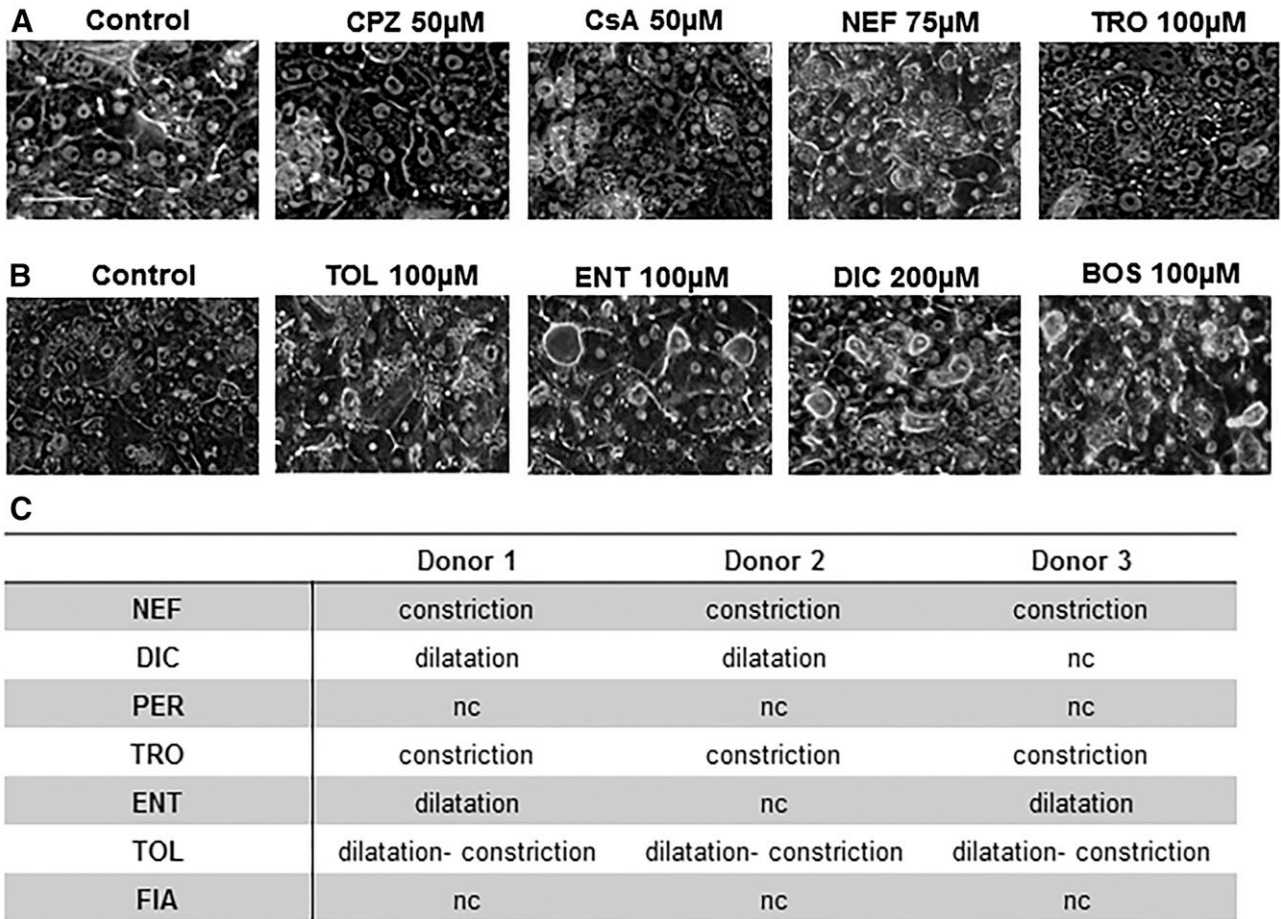 A
Control CPZ 50µM CsA 50µM NEF 75µM TRO 100µM
B
Control TOL 100µM ENT 100µM DIC 200µM BOS 100µM
C
Donor 1 Donor 2 Donor 3
NEF constriction constriction constriction
DIC dilatation dilatation nc
PER nc nc nc
TRO constriction constriction constriction
ENT dilatation nc dilatation
TOL dilatation- constriction dilatation- constriction dilatation- constriction
FIA nc nc nc